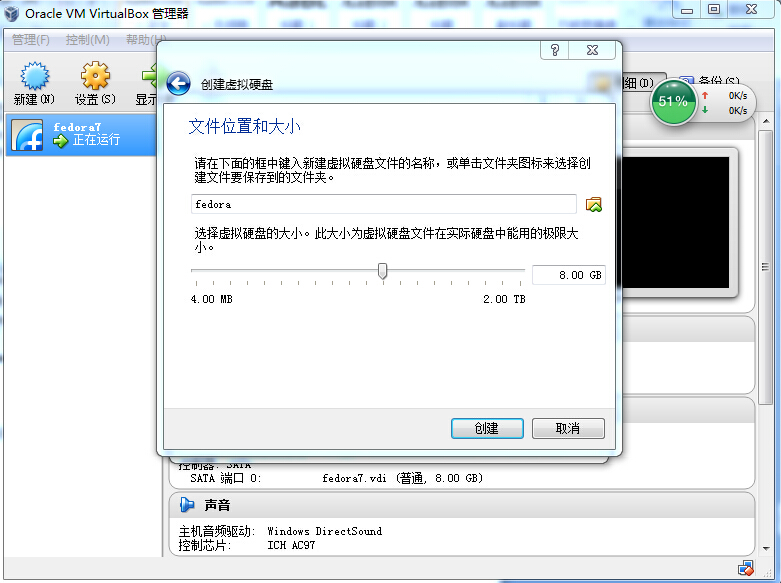 Oracle VM VirtualBox 管理器
管理(F) 控制(M) 帮助(H)
新建(N) 设置(S) 显示
细(D) 备份(S)
51% 0K/s
0K/s
fedora7
正在运行
创建虚拟硬盘
文件位置和大小
请在下面的框中键入新建虚拟硬盘文件的名称，或单击文件夹图标来选择创
建文件要保存到的文件夹。
fedora
选择虚拟硬盘的大小。此大小为虚拟硬盘文件在实际硬盘中能用的极限大
小。
8.00 GB
4.00 MB 2.00 TB
创建 取消
控制器: SATA
SATA 端口 0: fedora7.vdi (普通, 8.00 GB)
声音
主机音频驱动: Windows DirectSound
控制芯片: ICH AC97